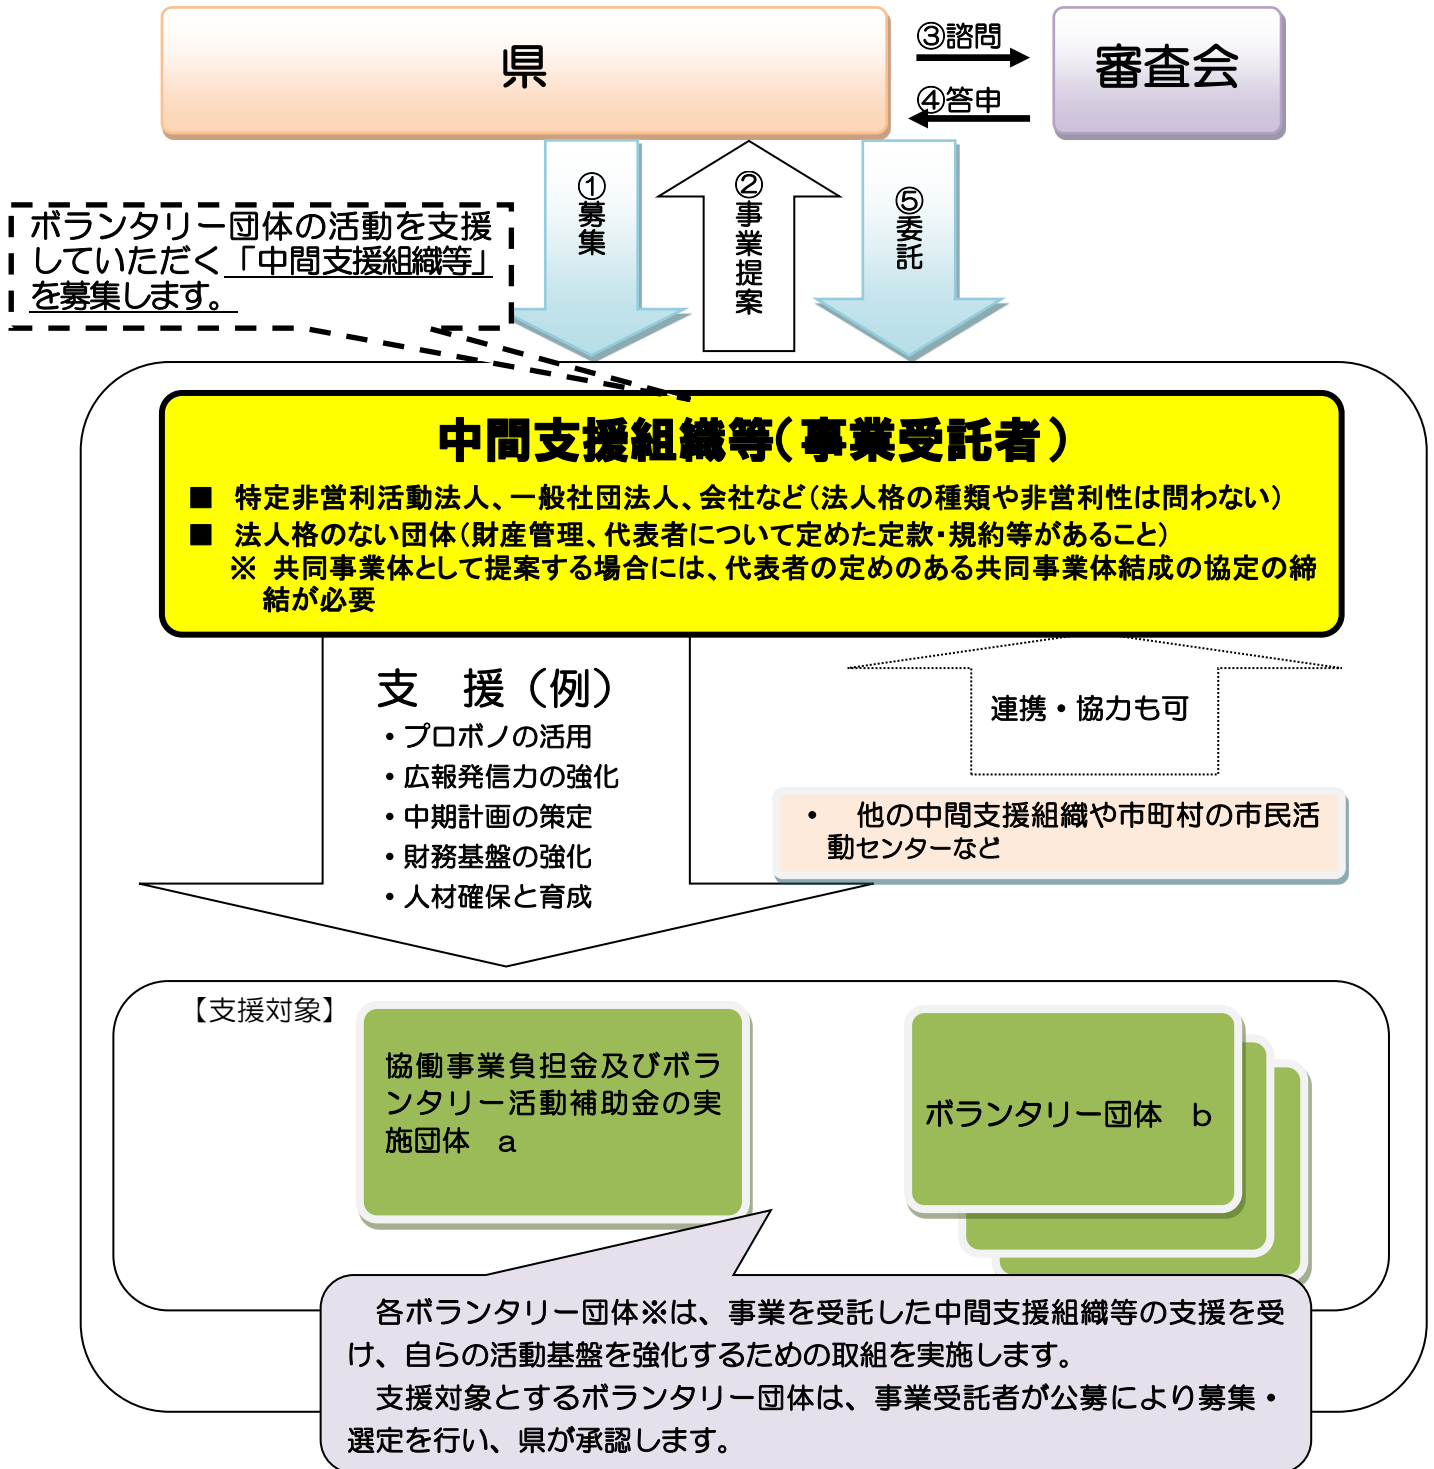 県
③諮問
④答申
審査会
①募集
②事業提案
⑤委託
ボランタリー団体の活動を支援
していただく「中間支援組織等」
を募集します。
中間支援組織等（事業受託者）
■　特定非営利活動法人、一般社団法人、会社など（法人格の種類や非営利性は問わない）
■　法人格のない団体（財産管理、代表者について定めた定款・規約等があること）
※　共同事業体として提案する場合には、代表者の定めのある共同事業体結成の協定の締
結が必要
支　援（例）
・プロボノの活用
・広報発信力の強化
・中期計画の策定
・財務基盤の強化
・人材確保と育成
連携・協力も可
・　他の中間支援組織や市町村の市民活
動センターなど
【支援対象】
協働事業負担金及びボラ
ンタリー活動補助金の実
施団体　a
ボランタリー団体　b
各ボランタリー団体※は、事業を受託した中間支援組織等の支援を受
け、自らの活動基盤を強化するための取組を実施します。
支援対象とするボランタリー団体は、事業受託者が公募により募集・
選定を行い、県が承認します。